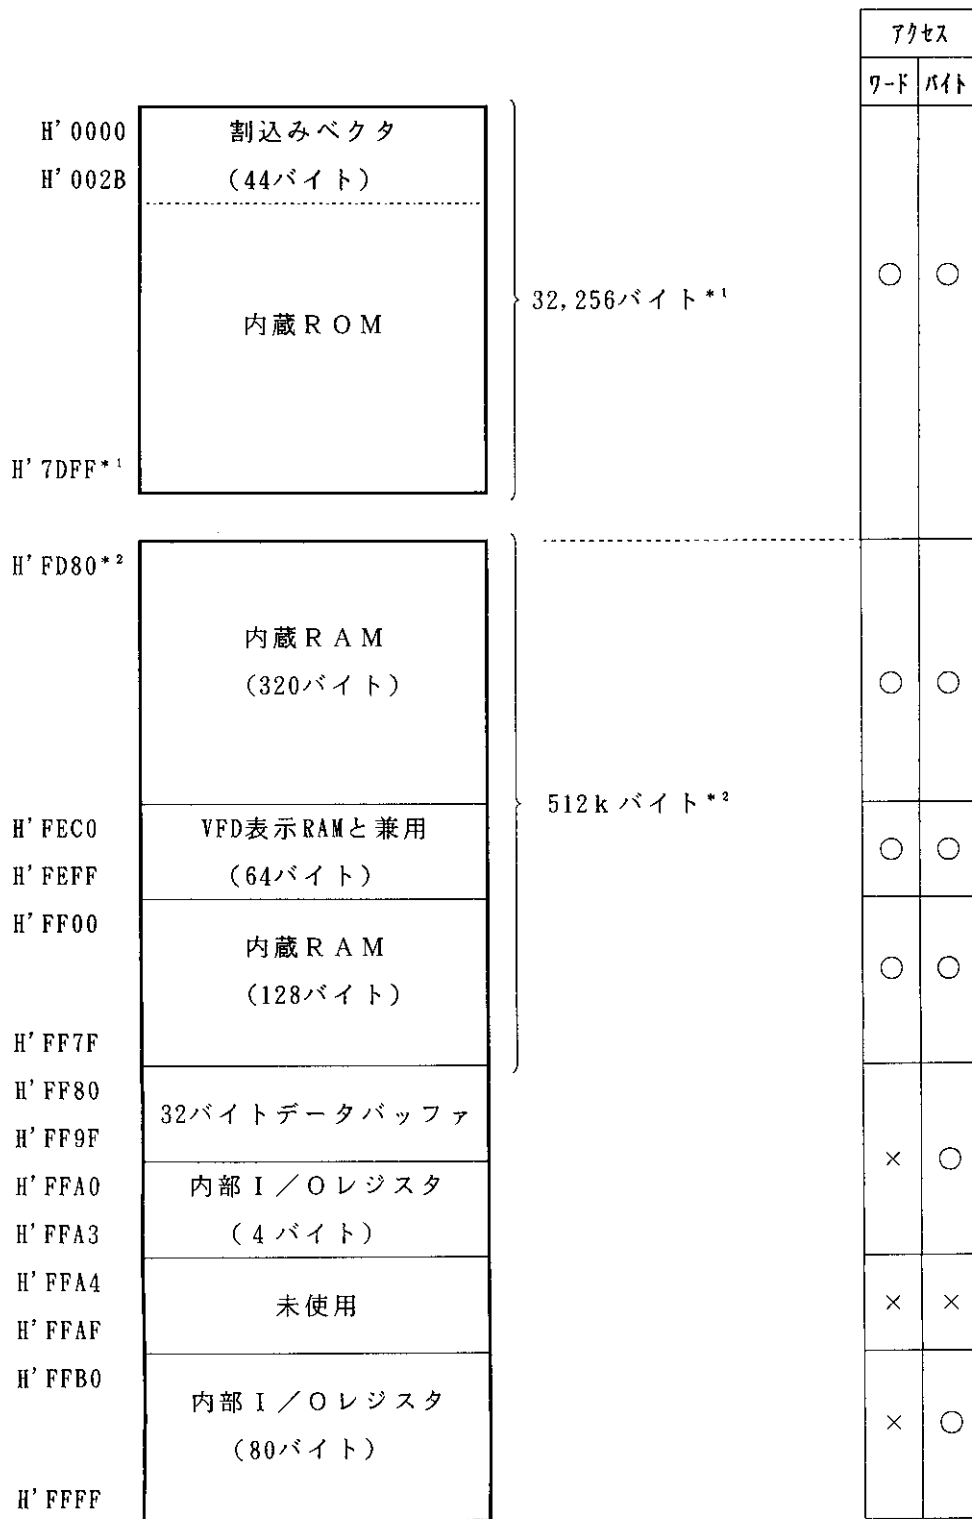 アクセス
ワード バイト
H'0000 割込みベクタ
H'002B (44バイト)
○ ○
32,256バイト*1
内蔵ROM
H'7DFF*1
H'FD80*2
内蔵RAM
(320バイト)
○ ○
512kバイト*2
H'FEC0 VFD表示RAMと兼用
○ ○
H'FEFF (64バイト)
H'FF00
内蔵RAM
○ ○
(128バイト)
H'FF7F
H'FF80
32バイトデータバッファ
H'FF9F
× ○
H'FFA0 内部I/Oレジスタ
H'FFA3 (4バイト)
H'FFA4
未使用
× ×
H'FFAF
H'FFB0
内部I/Oレジスタ
× ○
(80バイト)
H'FFFF